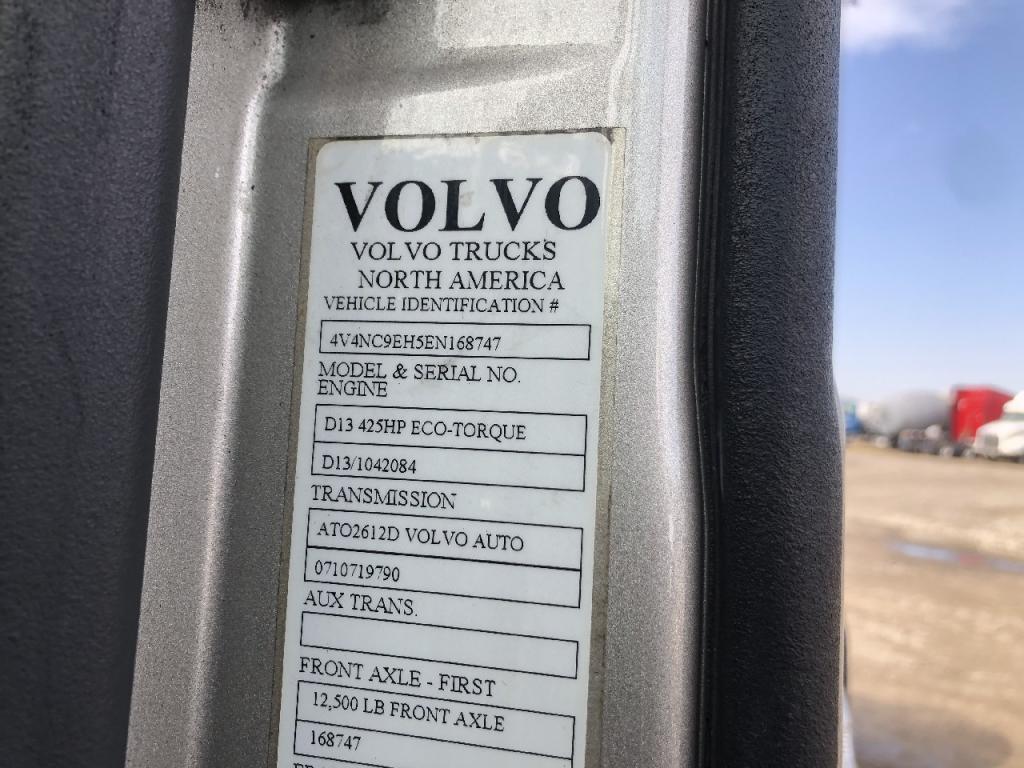 VOLVO
VOLVO TRUCKS
NORTH AMERICA
VEHICLE IDENTIFICATION #
4V4NC9EH5EN168747
MODEL & SERIAL NO.
ENGINE
D13 425HP ECO-TORQUE
D13/1042084
TRANSMISSION
ATO2612D VOLVO AUTO
0710719790
AUX TRANS.
FRONT AXLE - FIRST
12,500 LB FRONT AXLE
168747